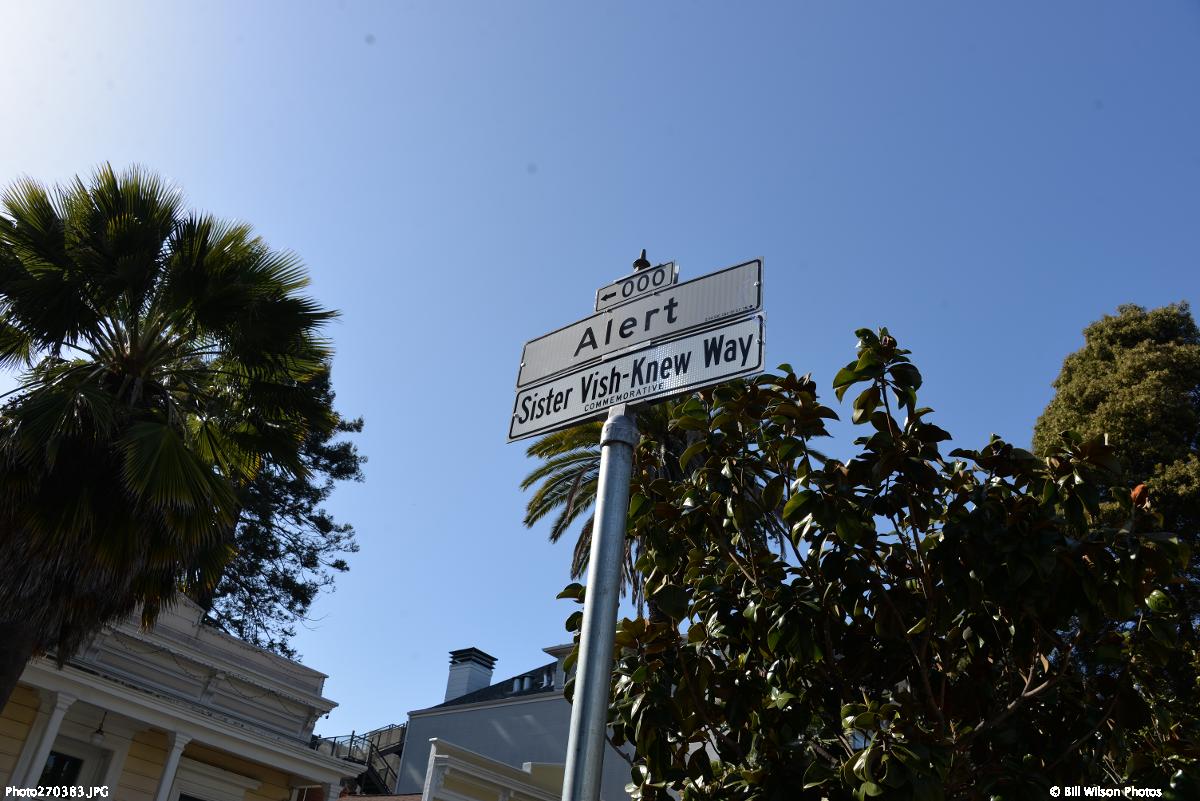 ←000
Alert
Sister Vish-Knew Way
COMMEMORATIVE
Photo270383.JPG
© Bill Wilson Photos